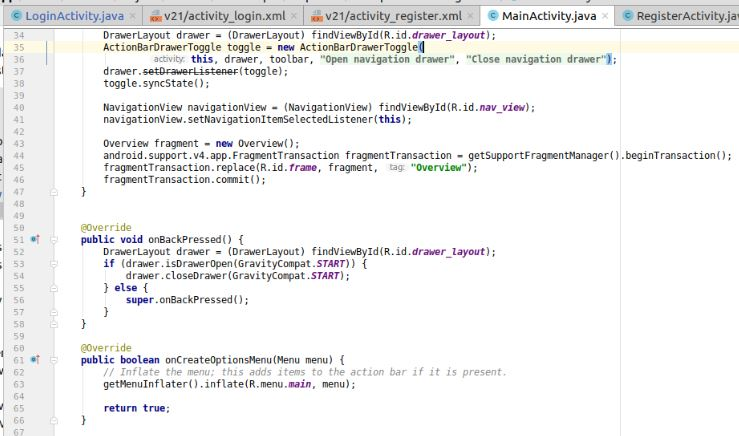 LoginActivity.java × v21/activity_login.xml × v21/activity_register.xml × MainActivity.java × RegisterActivity.java
34 DrawerLayout drawer = (DrawerLayout) findViewById(R.id.drawer_layout);
35 ActionBarDrawerToggle toggle = new ActionBarDrawerToggle(
36 activity: this, drawer, toolbar, "Open navigation drawer", "Close navigation drawer");
37 drawer.setDrawerListener(toggle);
38 toggle.syncState();
39
40 NavigationView navigationView = (NavigationView) findViewById(R.id.nav_view);
41 navigationView.setNavigationItemSelectedListener(this);
42
43 Overview fragment = new Overview();
44 android.support.v4.app.FragmentTransaction fragmentTransaction = getSupportFragmentManager().beginTransaction();
45 fragmentTransaction.replace(R.id.frame, fragment, tag: "Overview");
46 fragmentTransaction.commit();
47 }
48
49
50 @Override
51 public void onBackPressed() {
52 DrawerLayout drawer = (DrawerLayout) findViewById(R.id.drawer_layout);
53 if (drawer.isDrawerOpen(GravityCompat.START)) {
54 drawer.closeDrawer(GravityCompat.START);
55 } else {
56 super.onBackPressed();
57 }
58 }
59
60 @Override
61 public boolean onCreateOptionsMenu(Menu menu) {
62 // Inflate the menu; this adds items to the action bar if it is present.
63 getMenuInflater().inflate(R.menu.main, menu);
64
65 return true;
66 }
67